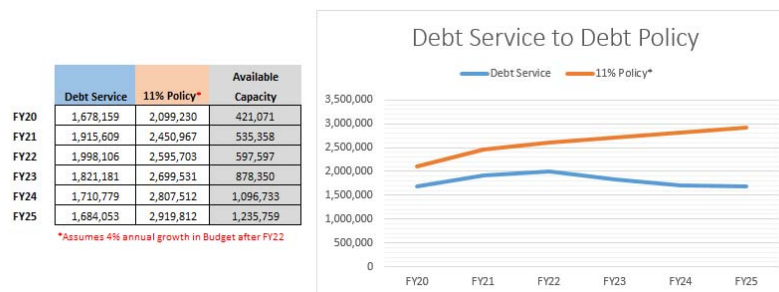 Available
Debt Service 11% Policy* Capacity
FY20 1,678,159 2,099,230 421,071
FY21 1,915,609 2,450,967 535,358
FY22 1,998,106 2,595,703 597,597
FY23 1,821,181 2,699,531 878,350
FY24 1,710,779 2,807,512 1,096,733
FY25 1,684,053 2,919,812 1,235,759
*Assumes 4% annual growth in Budget after FY22
Debt Service to Debt Policy
Debt Service 11% Policy*
3,500,000
3,000,000
2,500,000
2,000,000
1,500,000
1,000,000
500,000
0
FY20 FY21 FY22 FY23 FY24 FY25